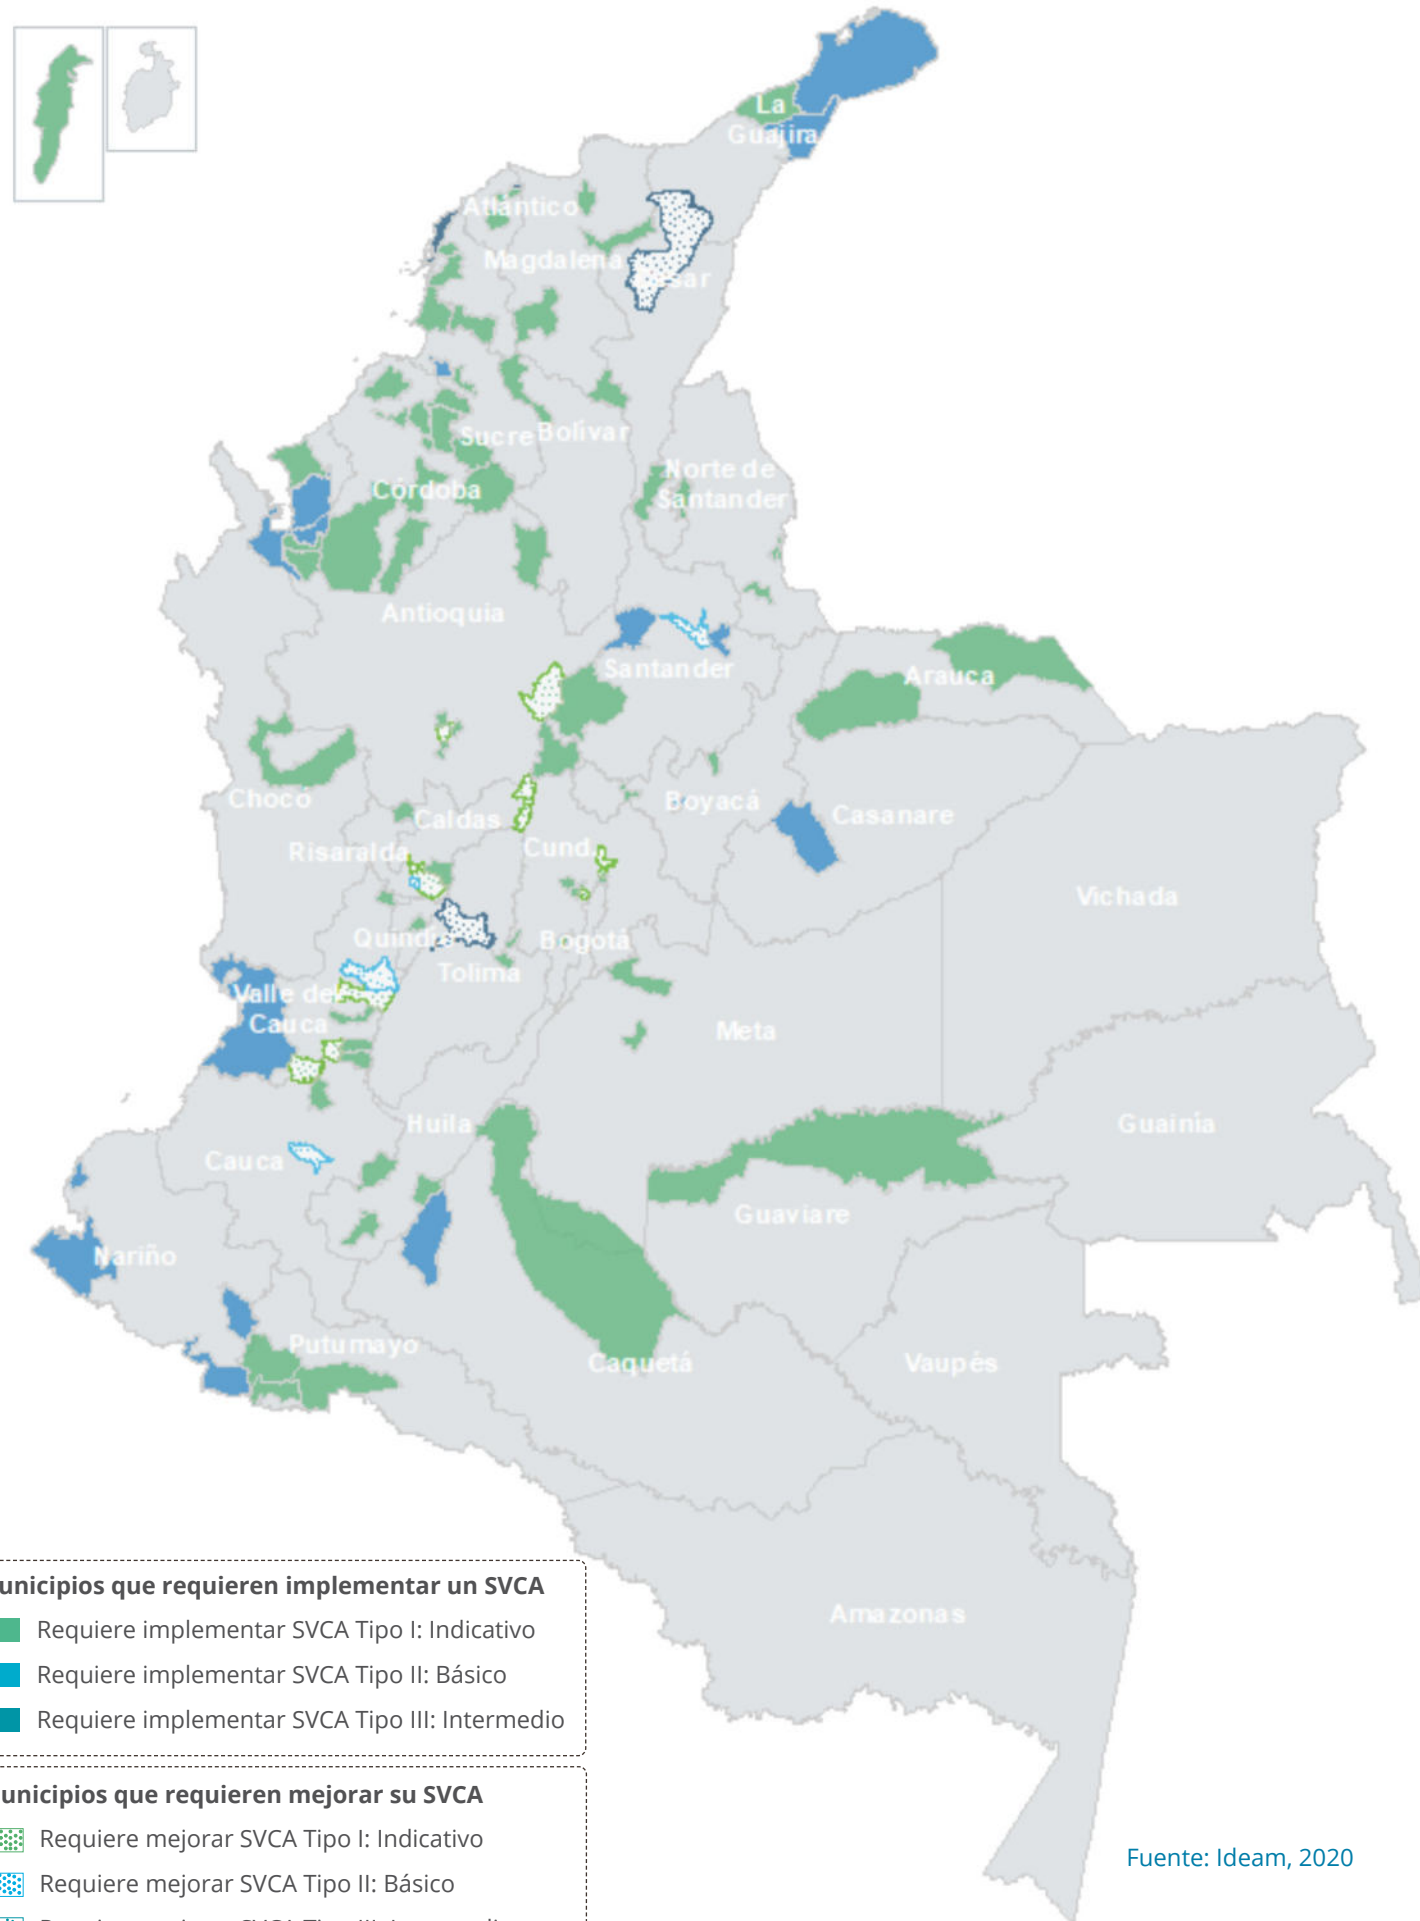 La
Guajira
Atlántico
Magdalena
Sucre
Bolívar
Norte de
Santander
Córdoba
Antioquia
Santander
Arauca
Chocó
Caldas
Boyacá
Casanare
Risaralda
Cund.
Vichada
Quindío
Bogotá
Tolima
Valle del
Cauca
Meta
Huila
Guainía
Cauca
Guaviare
Nariño
Putumayo
Caquetá
Vaupés
Amazonas
unicipios que requieren implementar un SVCA
Requiere implementar SVCA Tipo I: Indicativo
Requiere implementar SVCA Tipo II: Básico
Requiere implementar SVCA Tipo III: Intermedio
unicipios que requieren mejorar su SVCA
Requiere mejorar SVCA Tipo I: Indicativo
Requiere mejorar SVCA Tipo II: Básico
Fuente: Ideam, 2020